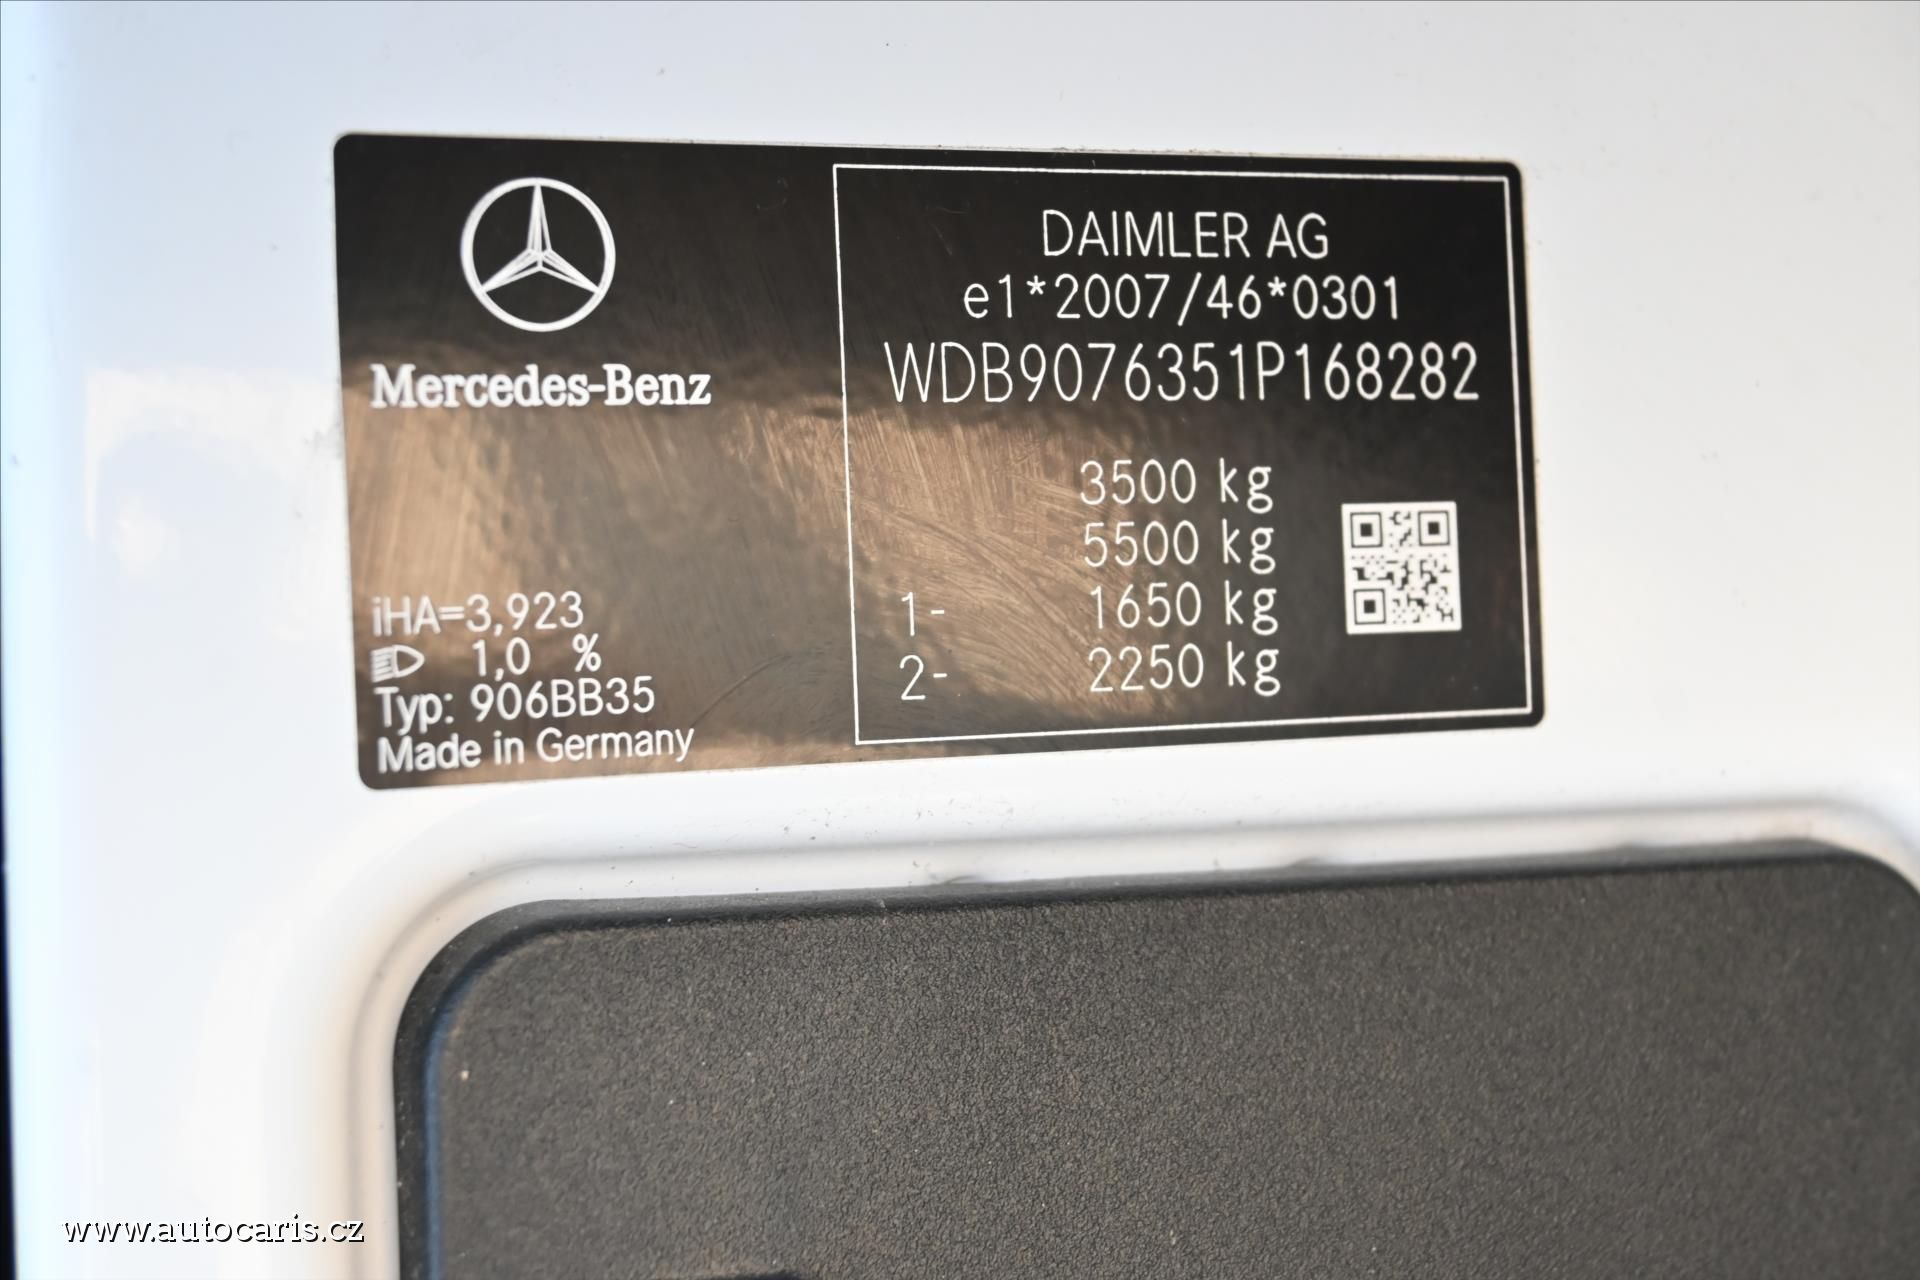 Mercedes-Benz
iHA=3,923
1,0 %
Typ: 906BB35
Made in Germany
DAIMLER AG
e1*2007/46*0301
WDB9076351P168282
3500 kg
5500 kg
1- 1650 kg
2- 2250 kg
www.autocaris.cz